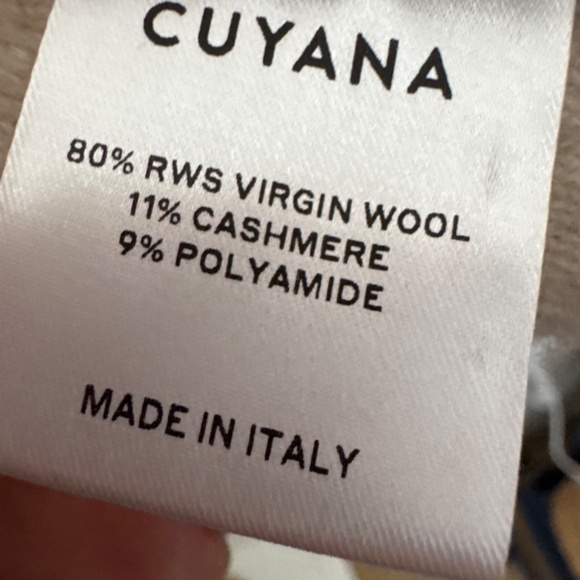 CUYANA
80% RWS VIRGIN WOOL
11% CASHMERE
9% POLYAMIDE
MADE IN ITALY